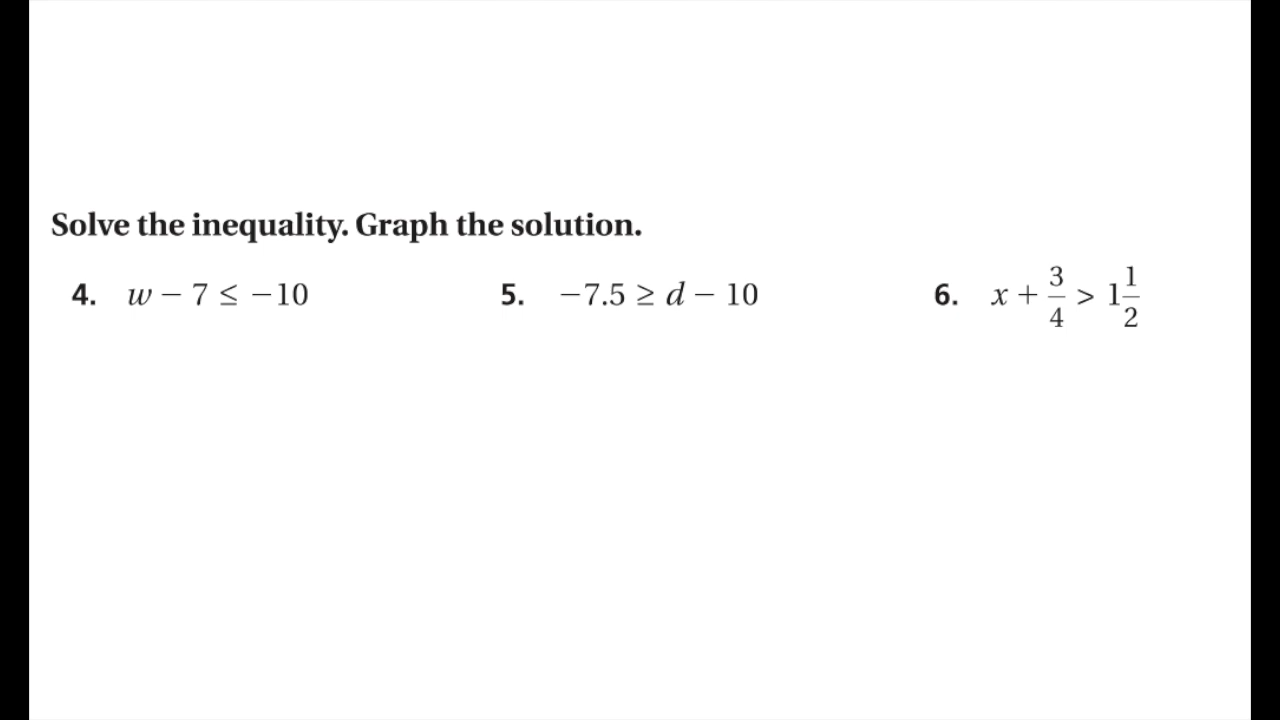 Solve the inequality. Graph the solution.
4. w − 7 ≤ −10 5. −7.5 ≥ d − 10 6. x + 3/4 > 1 1/2